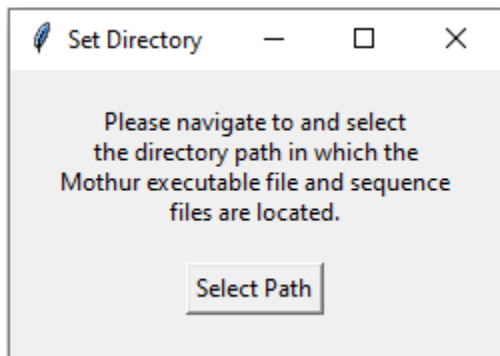 Set Directory
Please navigate to and select
the directory path in which the
Mothur executable file and sequence
files are located.
Select Path